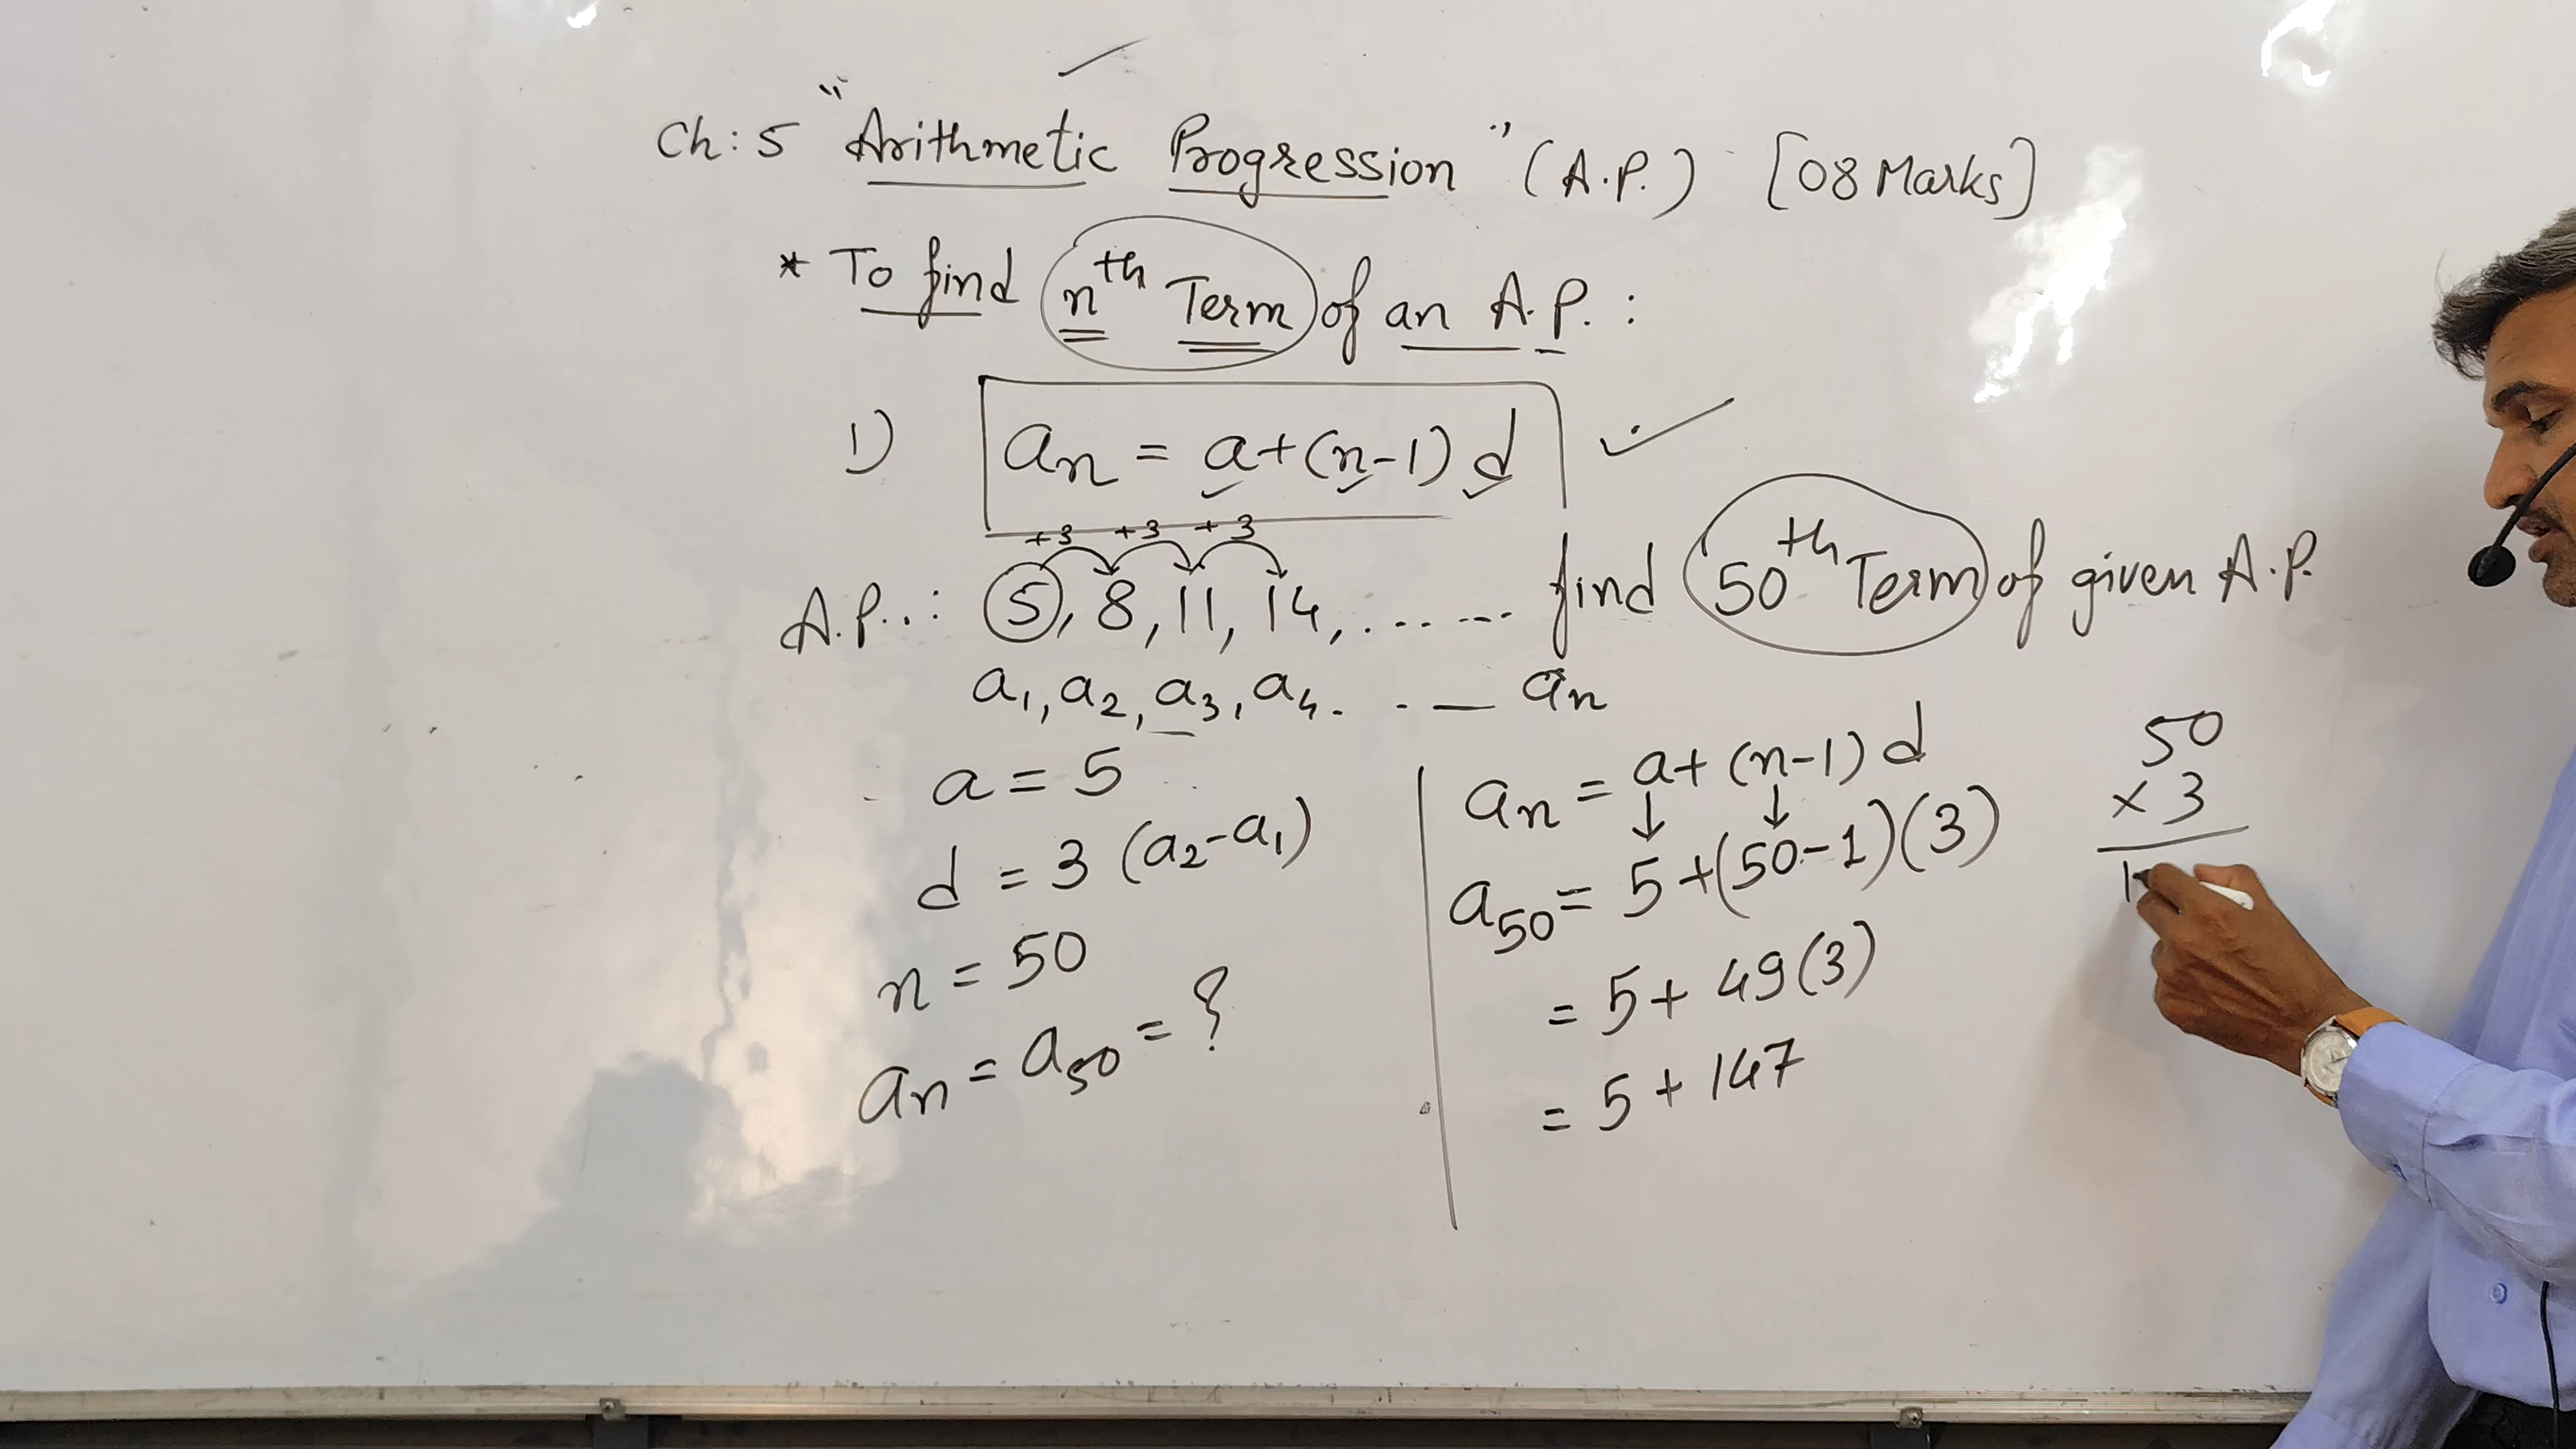 Ch: 5 "Arithmetic Progression" (A.P.) [08 Marks]
* To find nth Term of an A.P. :
1) an = a+(n-1) d
+3 +3 +3
A.P..: 5, 8, 11, 14, ........ find 50th Term of given A.P.
a1, a2, a3, a4. . - — an
a = 5
d = 3 (a2-a1)
n = 50
an = a50 = ?
an = a+ (n-1) d
↓ ↓
a50 = 5 +(50-1)(3)
= 5+ 49(3)
= 5 + 147
50
× 3
1